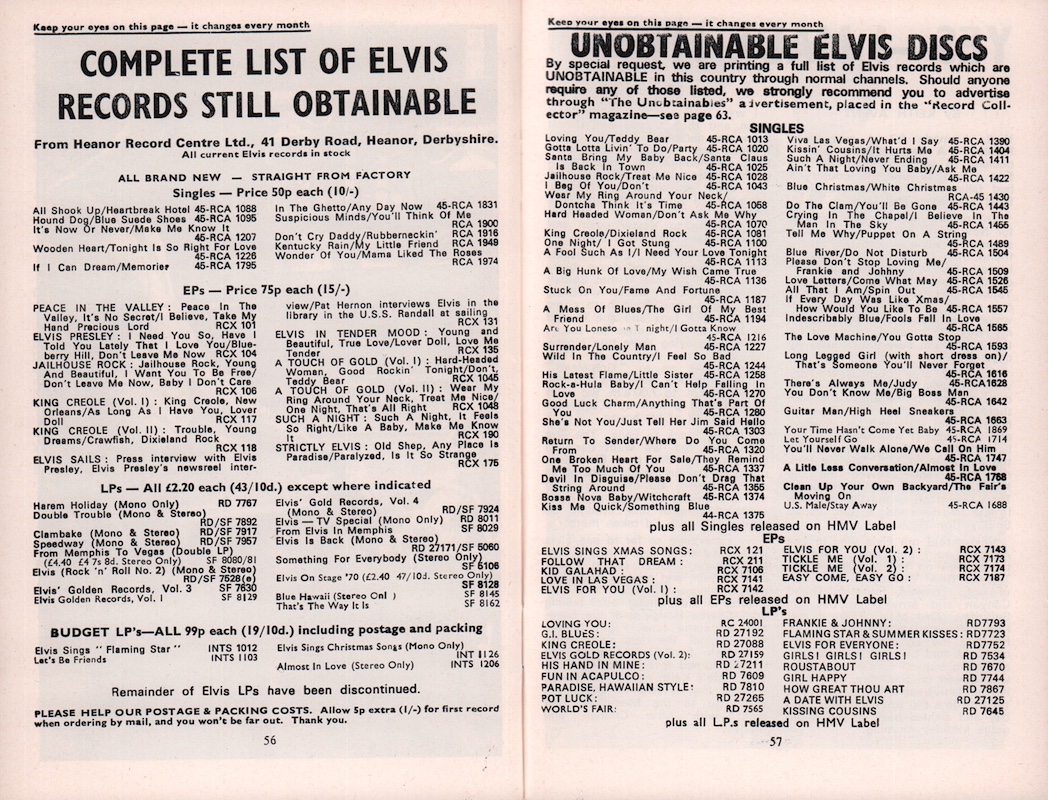 Keep your eyes on this page — it changes every month
COMPLETE LIST OF ELVIS
RECORDS STILL OBTAINABLE
From Heanor Record Centre Ltd., 41 Derby Road, Heanor, Derbyshire.
All current Elvis records in stock
ALL BRAND NEW — STRAIGHT FROM FACTORY
Singles — Price 50p each (10/-)
All Shook Up/Heartbreak Hotel 45-RCA 1088
Hound Dog/Blue Suede Shoes 45-RCA 1095
It's Now Or Never/Make Me Know It
45-RCA 1207
Wooden Heart/Tonight Is So Right For Love
45-RCA 1226
If I Can Dream/Memories 45-RCA 1795
In The Ghetto/Any Day Now 45-RCA 1831
Suspicious Minds/You'll Think Of Me
RCA 1900
Don't Cry Daddy/Rubberneckin' RCA 1916
Kentucky Rain/My Little Friend RCA 1949
Wonder Of You/Mama Liked The Roses
RCA 1974
EPs — Price 75p each (15/-)
PEACE IN THE VALLEY: Peace In The
Valley, It's No Secret/I Believe, Take My
Hand Precious Lord RCX 101
ELVIS PRESLEY: I Need You So, Have I
Told You Lately That I Love You/Blue-
berry Hill, Don't Leave Me Now RCX 104
JAILHOUSE ROCK: Jailhouse Rock, Young
And Beautiful, I Want You To Be Free/
Don't Leave Me Now, Baby I Don't Care
RCX 106
KING CREOLE (Vol. I): King Creole, New
Orleans/As Long As I Have You, Lover
Doll RCX 117
KING CREOLE (Vol. II): Trouble, Young
Dreams/Crawfish, Dixieland Rock
RCX 118
ELVIS SAILS: Press interview with Elvis
Presley, Elvis Presley's newsreel inter-
view/Pat Hernon interviews Elvis in the
library in the U.S.S. Randall at sailing
RCX 131
ELVIS IN TENDER MOOD: Young and
Beautiful, True Love/Lover Doll, Love Me
Tender RCX 135
A TOUCH OF GOLD (Vol. I): Hard-Headed
Woman, Good Rockin' Tonight/Don't,
Teddy Bear RCX 1045
A TOUCH OF GOLD (Vol. II): Wear My
Ring Around Your Neck, Treat Me Nice/
One Night, That's All Right RCX 1048
SUCH A NIGHT: Such A Night, It Feels
So Right/Like A Baby, Make Me Know
It RCX 190
STRICTLY ELVIS: Old Shep, Any Place Is
Paradise/Paralyzed, Is It So Strange
RCX 175
LPs — All £2.20 each (43/10d.) except where indicated
Harem Holiday (Mono Only) RD 7767
Double Trouble (Mono & Stereo)
RD/SF 7892
Clambake (Mono & Stereo) RD/SF 7917
Speedway (Mono & Stereo) RD/SF 7957
From Memphis To Vegas (Double LP)
(£4.40 £4 7s 8d. Stereo Only) SF 8080/81
Elvis (Rock 'n' Roll No. 2) (Mono & Stereo)
RD/SF 7528(e)
Elvis' Golden Records, Vol. 3 SF 7630
Elvis Golden Records, Vol. 1 SF 8129
Elvis' Gold Records, Vol. 4
(Mono & Stereo) RD/SF 7924
Elvis — TV Special (Mono Only) RD 8011
From Elvis In Memphis SF 8029
Elvis Is Back (Mono & Stereo)
RD 27171/SF 5060
Something For Everybody (Stereo Only)
SF 5106
Elvis On Stage '70 (£2.40 47/10d. Stereo Only)
SF 8128
Blue Hawaii (Stereo Onl ) SF 8145
That's The Way It Is SF 8162
BUDGET LP's—ALL 99p each (19/10d.) including postage and packing
Elvis Sings "Flaming Star" INTS 1012
Let's Be Friends INTS 1103
Elvis Sings Christmas Songs (Mono Only)
INT 1126
Almost In Love (Stereo Only) INTS 1206
Remainder of Elvis LPs have been discontinued.
PLEASE HELP OUR POSTAGE & PACKING COSTS. Allow 5p extra (1/-) for first record
when ordering by mail, and you won't be far out. Thank you.
56
Keep your eyes on this page — it changes every month
UNOBTAINABLE ELVIS DISCS
By special request, we are printing a full list of Elvis records which are
UNOBTAINABLE in this country through normal channels. Should anyone
require any of those listed, we strongly recommend you to advertise
through "The Unobtainables" advertisement, placed in the "Record Coll-
ector" magazine—see page 63.
SINGLES
Loving You/Teddy Bear 45-RCA 1013
Gotta Lotta Livin' To Do/Party 45-RCA 1020
Santa Bring My Baby Back/Santa Claus
Is Back In Town 45-RCA 1025
Jailhouse Rock/Treat Me Nice 45-RCA 1028
I Beg Of You/Don't 45-RCA 1043
Wear My Ring Around Your Neck/
Dontcha Think It's Time 45-RCA 1058
Hard Headed Woman/Don't Ask Me Why
45-RCA 1070
King Creole/Dixieland Rock 45-RCA 1081
One Night/ I Got Stung 45-RCA 1100
A Fool Such As I/I Need Your Love Tonight
45-RCA 1113
A Big Hunk Of Love/My Wish Came True
45-RCA 1136
Stuck On You/Fame And Fortune
45-RCA 1187
A Mess Of Blues/The Girl Of My Best
Friend 45-RCA 1194
Are You Loneso T night/I Gotta Know
45-RCA 1216
Surrender/Lonely Man 45-RCA 1227
Wild In The Country/I Feel So Bad
45-RCA 1244
His Latest Flame/Little Sister 45-RCA 1258
Rock-a-Hula Baby/I Can't Help Falling In
Love 45-RCA 1270
Good Luck Charm/Anything That's Part Of
You 45-RCA 1280
She's Not You/Just Tell Her Jim Said Hello
45-RCA 1303
Return To Sender/Where Do You Come
From 45-RCA 1320
One Broken Heart For Sale/They Remind
Me Too Much Of You 45-RCA 1337
Devil In Disguise/Please Don't Drag That
String Around 45-RCA 1355
Bossa Nova Baby/Witchcraft 45-RCA 1374
Kiss Me Quick/Something Blue
44-RCA 1375
Viva Las Vegas/What'd I Say 45-RCA 1390
Kissin' Cousins/It Hurts Me 45-RCA 1404
Such A Night/Never Ending 45-RCA 1411
Ain't That Loving You Baby/Ask Me
45-RCA 1422
Blue Christmas/White Christmas
RCA-45 1430
Do The Clam/You'll Be Gone 45-RCA 1443
Crying In The Chapel/I Believe In The
Man In The Sky 45-RCA 1455
Tell Me Why/Puppet On A String
45-RCA 1489
Blue River/Do Not Disturb 45-RCA 1504
Please Don't Stop Loving Me/
Frankie and Johhny 45-RCA 1509
Love Letters/Come What May 45-RCA 1526
All That I Am/Spin Out 45-RCA 1545
If Every Day Was Like Xmas/
How Would You Like To Be 45-RCA 1557
Indescribably Blue/Fools Fall In Love
45-RCA 1565
The Love Machine/You Gotta Stop
45-RCA 1593
Long Legged Girl (with short dress on)/
That's Someone You'll Never Forget
45-RCA 1616
There's Always Me/Judy 45-RCA 1628
You Don't Know Me/Big Boss Man
45-RCA 1642
Guitar Man/High Heel Sneakers
45-RCA 1663
Your Time Hasn't Come Yet Baby 45-RCA 1869
Let Yourself Go 45-RCA 1714
You'll Never Walk Alone/We Call On Him
45-RCA 1747
A Litle Less Conversation/Almost In Love
45-RCA 1768
Clean Up Your Own Backyard/The Fair's
Moving On
U.S. Male/Stay Away 45-RCA 1688
plus all Singles released on HMV Label
EPs
ELVIS SINGS XMAS SONGS: RCX 121
FOLLOW THAT DREAM: RCX 211
KID GALAHAD: RCX 7106
LOVE IN LAS VEGAS: RCX 7141
ELVIS FOR YOU (Vol. I): RCX 7142
ELVIS FOR YOU (Vol. 2): RCX 7143
TICKLE ME (Vol. 1): RCX 7173
TICKLE ME (Vol. 2): RCX 7174
EASY COME, EASY GO: RCX 7187
plus all EPs released on HMV Label
LP's
LOVING YOU: RC 24001
G.I. BLUES: RD 27192
KING CREOLE: RD 27088
ELVIS GOLD RECORDS (Vol. 2): RD 27159
HIS HAND IN MINE: RD 27211
FUN IN ACAPULCO: RD 7609
PARADISE, HAWAIIAN STYLE: RD 7810
POT LUCK: RD 27265
WORLD'S FAIR: RD 7565
FRANKIE & JOHNNY: RD7793
FLAMING STAR & SUMMER KISSES: RD7723
ELVIS FOR EVERYONE: RD7752
GIRLS! GIRLS! GIRLS! RD 7534
ROUSTABOUT RD 7670
GIRL HAPPY RD 7744
HOW GREAT THOU ART RD 7867
A DATE WITH ELVIS RD 27125
KISSING COUSINS RD 7645
plus all L.P.s released on HMV Label
57